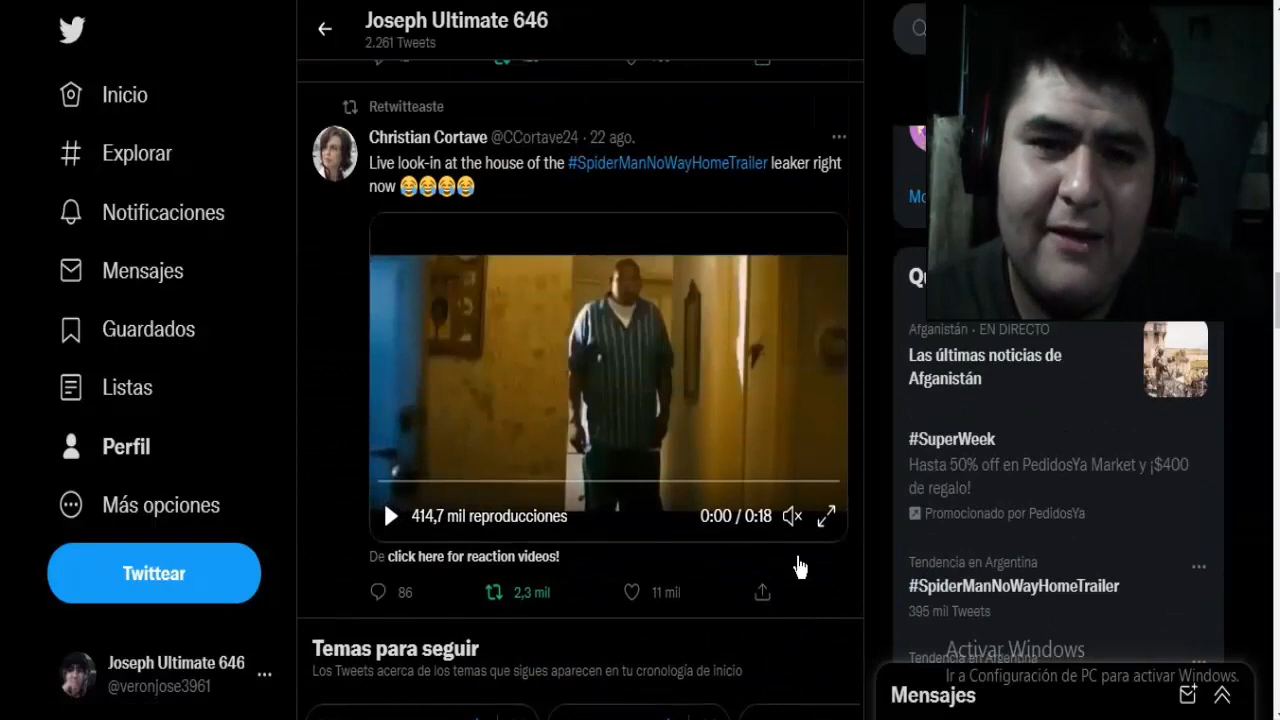 Inicio
Explorar
Notificaciones
Mensajes
Guardados
Listas
Perfil
Más opciones
Twittear
Joseph Ultimate 646
@veronjose3961
Joseph Ultimate 646
2.261 Tweets
Retwitteaste
Christian Cortave @CCortave24 · 22 ago.
Live look-in at the house of the #SpiderManNoWayHomeTrailer leaker right
now 😂😂😂😂
414,7 mil reproducciones
0:00 / 0:18
De click here for reaction videos!
86
2,3 mil
11 mil
Temas para seguir
Los Tweets acerca de los temas que sigues aparecen en tu cronología de inicio
Afganistán · EN DIRECTO
Las últimas noticias de
Afganistán
#SuperWeek
Hasta 50% off en PedidosYa Market y ¡$400
de regalo!
Promocionado por PedidosYa
Tendencia en Argentina
#SpiderManNoWayHomeTrailer
395 mil Tweets
Tendencia en Argentina
Activar Windows
Ir a Configuración de PC para activar Windows.
Mensajes